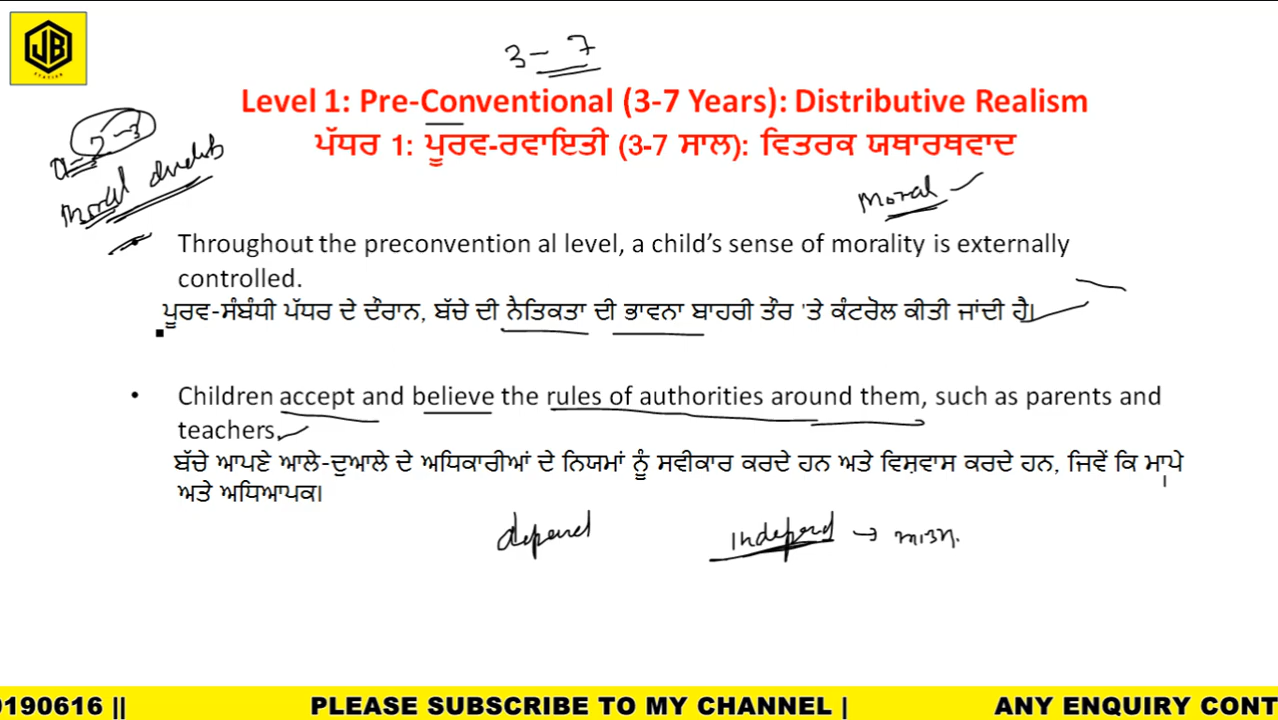 JB
3 - 7
Level 1: Pre-Conventional (3-7 Years): Distributive Realism
ਪੱਧਰ 1: ਪੂਰਵ-ਰਵਾਇਤੀ (3-7 ਸਾਲ): ਵਿਤਰਕ ਯਥਾਰਥਵਾਦ
2-3
Moral
Moral
Throughout the preconvention al level, a child's sense of morality is externally
controlled.
ਪੂਰਵ-ਸੰਬੰਧੀ ਪੱਧਰ ਦੇ ਦੌਰਾਨ, ਬੱਚੇ ਦੀ ਨੈਤਿਕਤਾ ਦੀ ਭਾਵਨਾ ਬਾਹਰੀ ਤੌਰ 'ਤੇ ਕੰਟਰੋਲ ਕੀਤੀ ਜਾਂਦੀ ਹੈ।
• Children accept and believe the rules of authorities around them, such as parents and
teachers.
ਬੱਚੇ ਆਪਣੇ ਆਲੇ-ਦੁਆਲੇ ਦੇ ਅਧਿਕਾਰੀਆਂ ਦੇ ਨਿਯਮਾਂ ਨੂੰ ਸਵੀਕਾਰ ਕਰਦੇ ਹਨ ਅਤੇ ਵਿਸ਼ਵਾਸ ਕਰਦੇ ਹਨ, ਜਿਵੇਂ ਕਿ ਮਾਪੇ
ਅਤੇ ਅਧਿਆਪਕ।
depend independ →
0190616 || PLEASE SUBSCRIBE TO MY CHANNEL | ANY ENQUIRY CONT